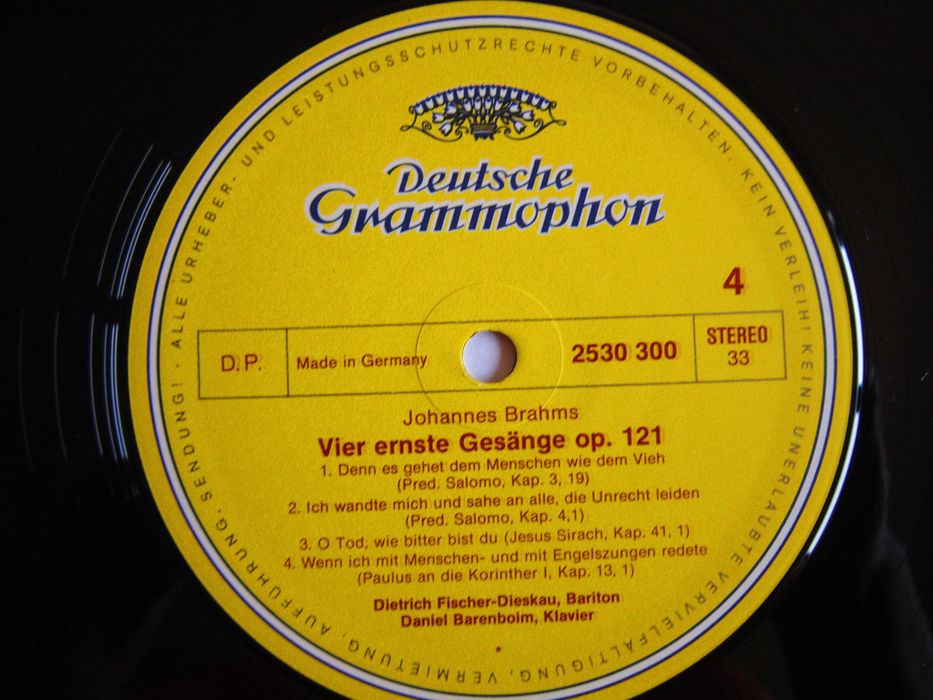 ALLE URHEBER- UND LEISTUNGSSCHUTZRECHTE VORBEHALTEN· KEIN VERLEIH! KEINE UNERLAUBTE VERVIELFÄLTIGUNG, VERMIETUNG, AUFFÜHRUNG, SENDUNG! ·
Deutsche
Grammophon
4
D.P.
Made in Germany
2530 300
STEREO
33
Johannes Brahms
Vier ernste Gesänge op. 121
1. Denn es gehet dem Menschen wie dem Vieh
(Pred. Salomo, Kap. 3, 19)
2. Ich wandte mich und sahe an alle, die Unrecht leiden
(Pred. Salomo, Kap. 4,1)
3. O Tod, wie bitter bist du (Jesus Sirach, Kap. 41, 1)
4. Wenn ich mit Menschen- und mit Engelszungen redete
(Paulus an die Korinther I, Kap. 13, 1)
Dietrich Fischer-Dieskau, Bariton
Daniel Barenboim, Klavier